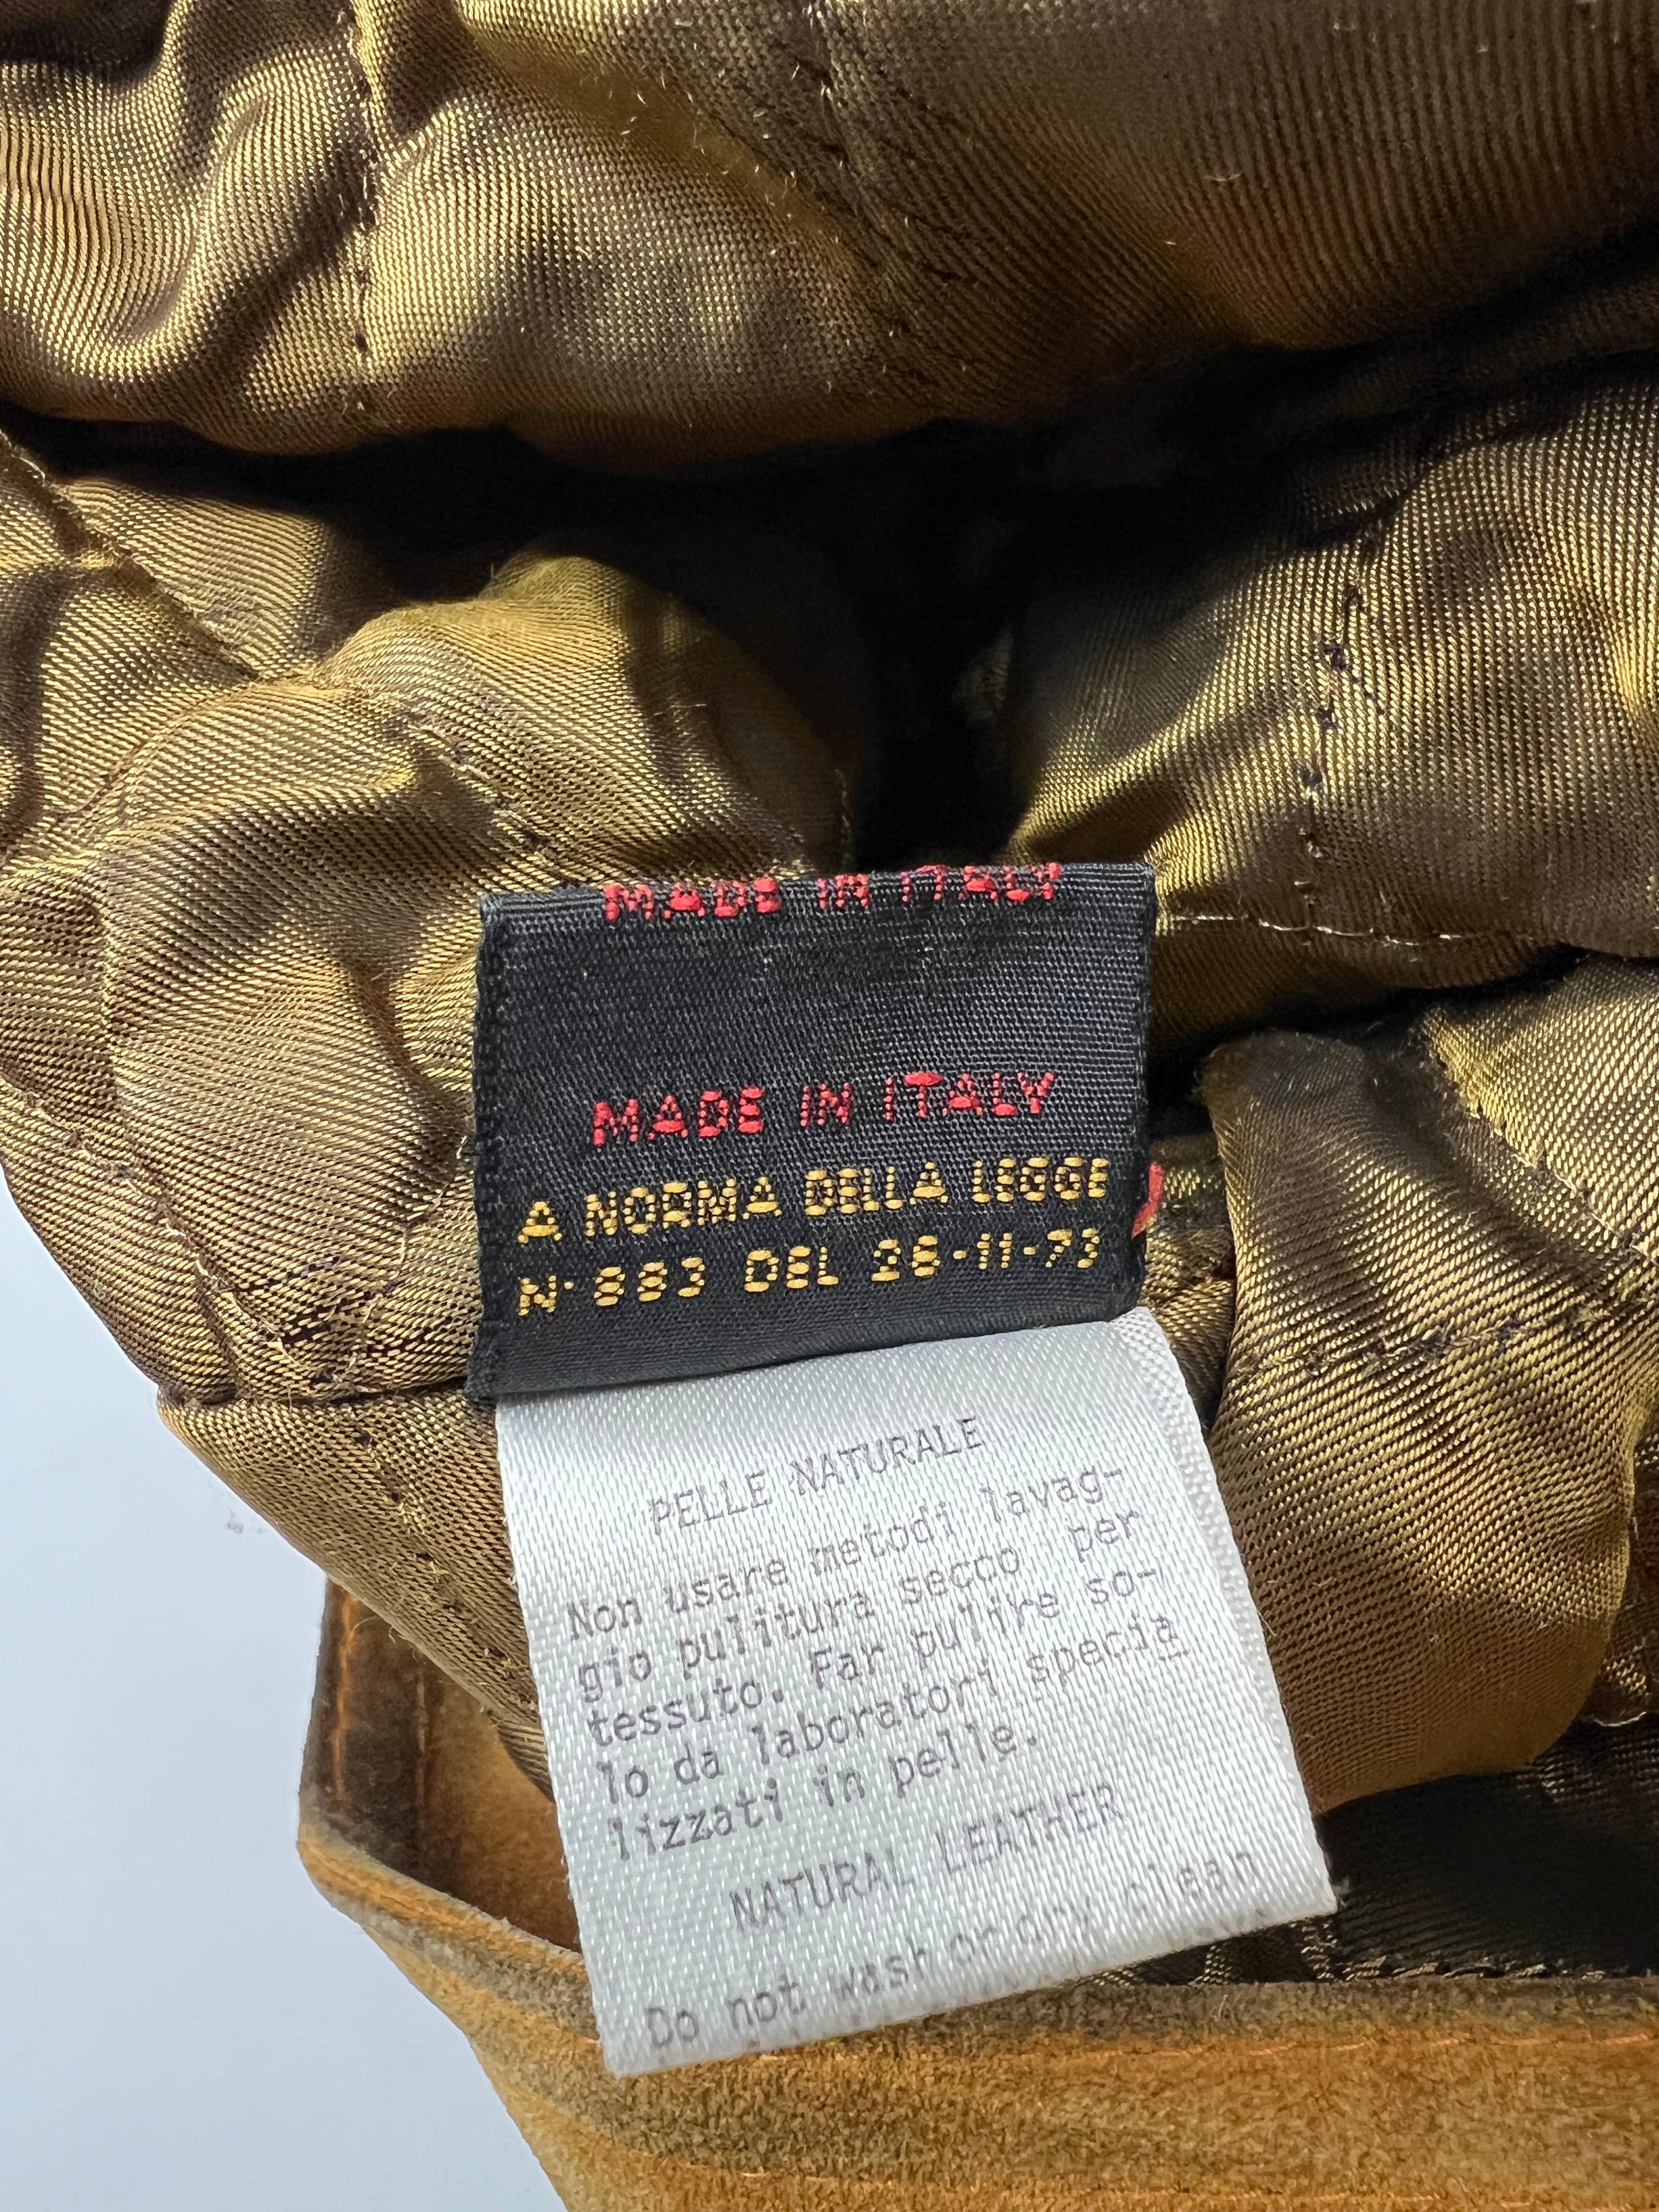 MADE IN ITALY
MADE IN ITALY
A NORMA DELLA LEGGE
N· 883 DEL 26-11-73
PELLE NATURALE
Non usare metodi lavag-
gio pulitura secco per
tessuto. Far pulire so-
lo da laboratori specia
lizzati in pelle.
NATURAL LEATHER
Do not wash or dry clean